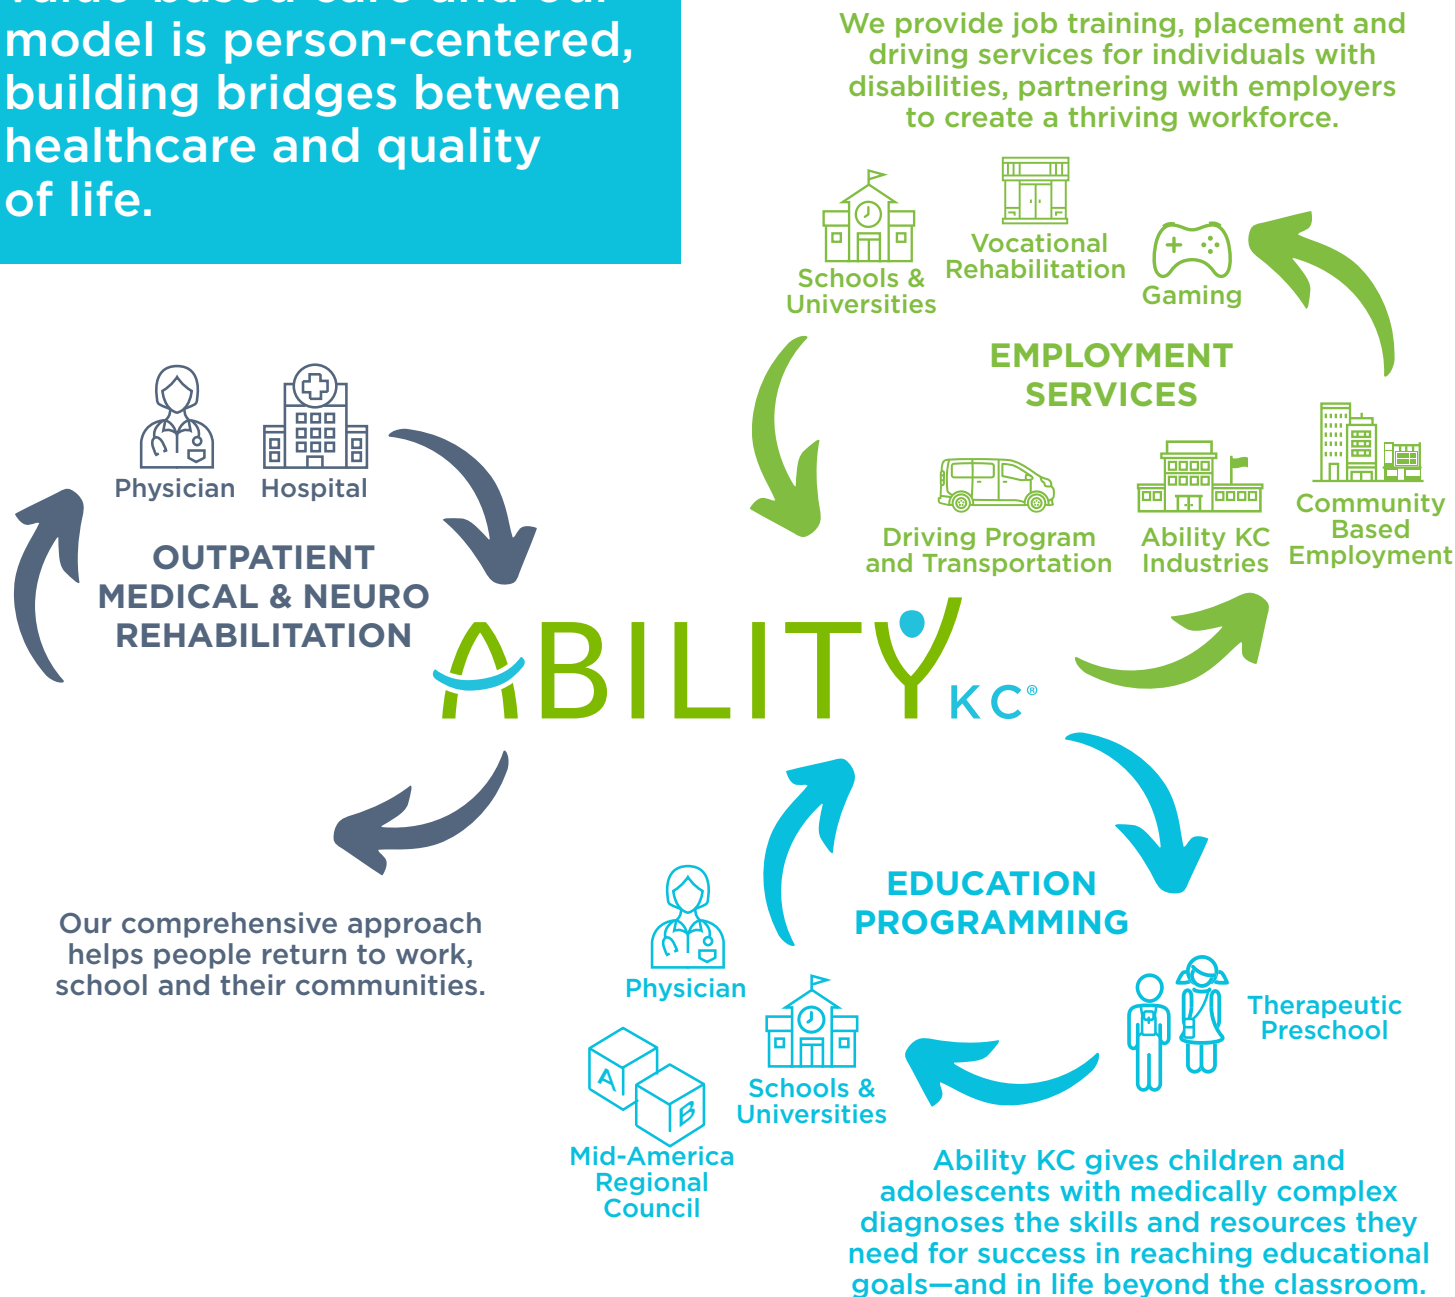 model is person-centered,
building bridges between
healthcare and quality
of life.
We provide job training, placement and
driving services for individuals with
disabilities, partnering with employers
to create a thriving workforce.
Schools &
Universities
Vocational
Rehabilitation
Gaming
EMPLOYMENT
SERVICES
Driving Program
and Transportation
Ability KC
Industries
Community
Based
Employment
Physician
Hospital
OUTPATIENT
MEDICAL & NEURO
REHABILITATION
ABILITY KC®
Our comprehensive approach
helps people return to work,
school and their communities.
EDUCATION
PROGRAMMING
Physician
Schools &
Universities
A
B
Mid-America
Regional
Council
Therapeutic
Preschool
Ability KC gives children and
adolescents with medically complex
diagnoses the skills and resources they
need for success in reaching educational
goals—and in life beyond the classroom.